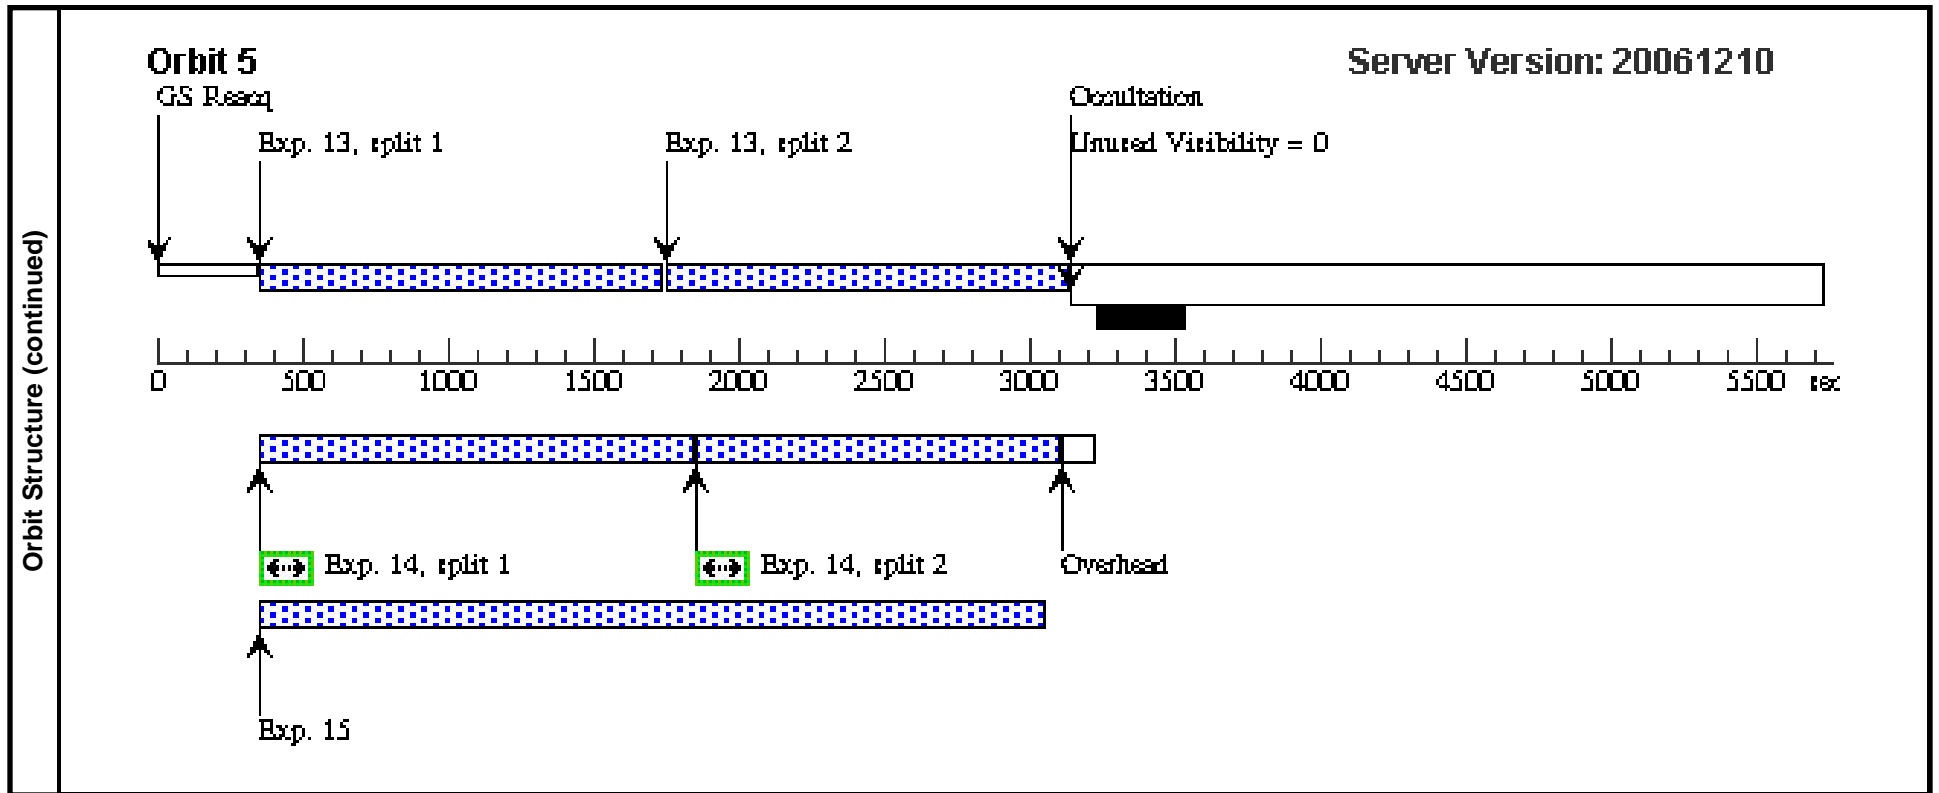 Orbit Structure (continued)
Orbit 5
Server Version: 20061210
GS Reacq
Occultation
Exp. 13, split 1
Exp. 13, split 2
Unused Visibility = 0
0 500 1000 1500 2000 2500 3000 3500 4000 4500 5000 5500 sec
Exp. 14, split 1
Exp. 14, split 2
Overhead
Exp. 15